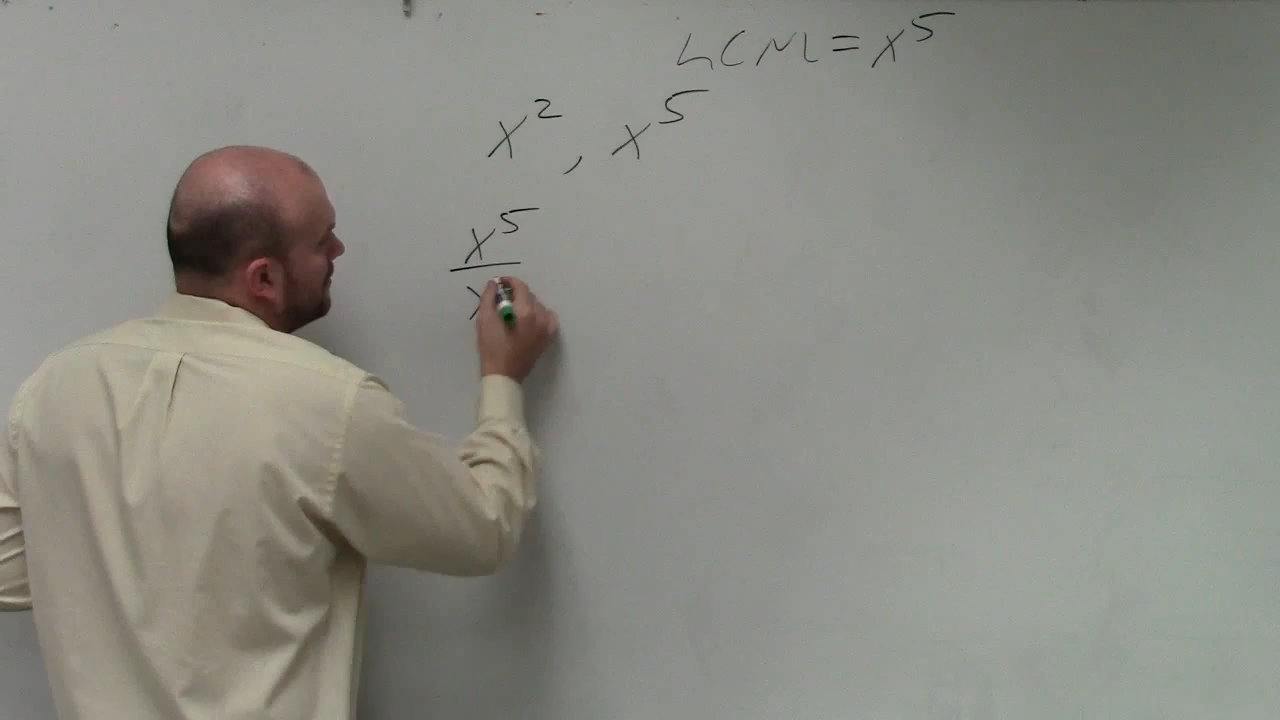 LCM = x⁵
x², x⁵
x⁵
x